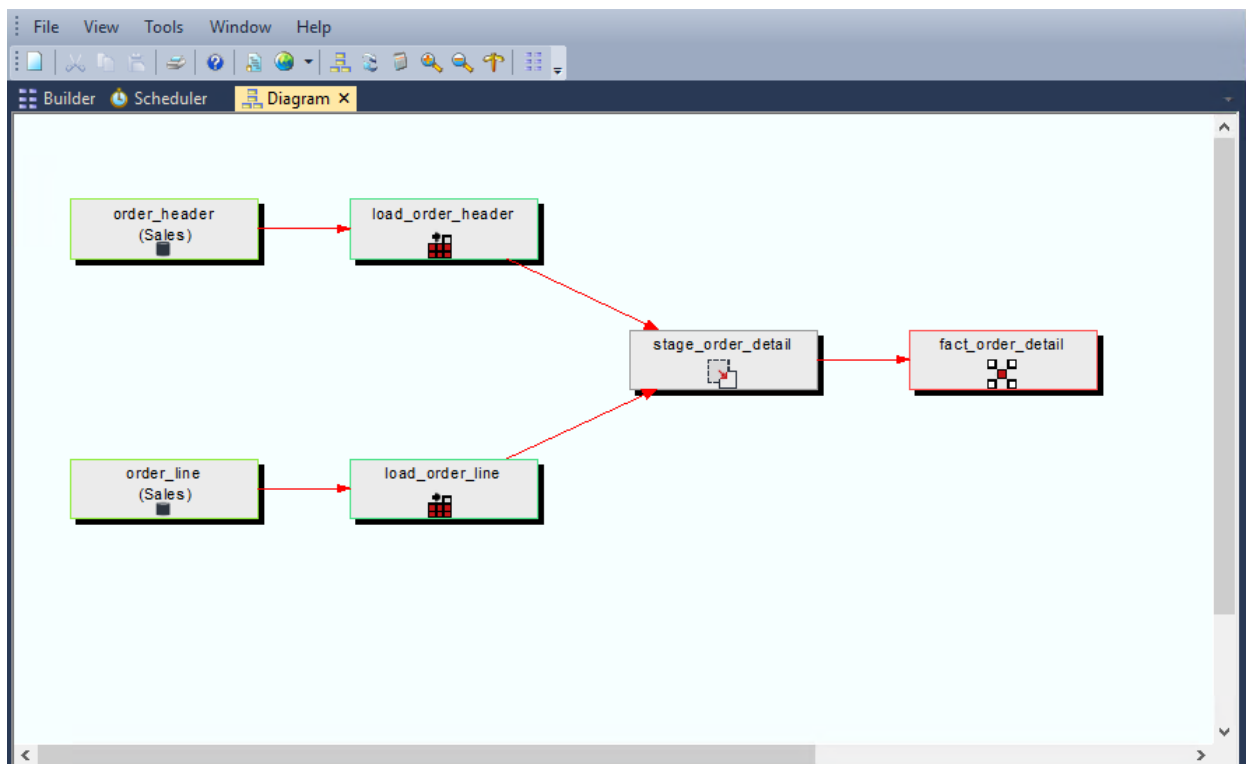 File View Tools Window Help
Builder Scheduler Diagram
order_header
(Sales)
load_order_header
stage_order_detail
fact_order_detail
order_line
(Sales)
load_order_line